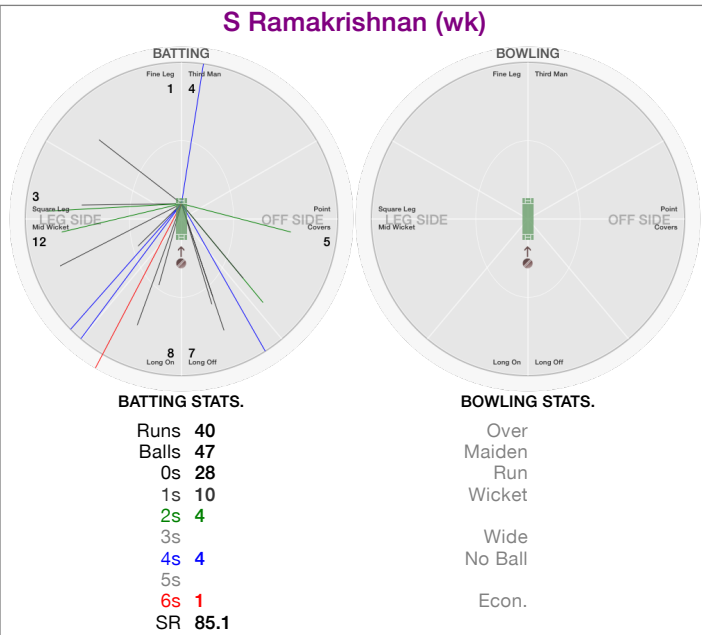 S Ramakrishnan (wk)
BATTING
Fine Leg Third Man
1 4
3
Square Leg
LEG SIDE
Mid Wicket
12
Point
OFF SIDE
Covers
5
8 7
Long On Long Off
BOWLING
Fine Leg Third Man
Square Leg
LEG SIDE
Mid Wicket
Point
OFF SIDE
Covers
Long On Long Off
BATTING STATS.
Runs 40
Balls 47
0s 28
1s 10
2s 4
3s
4s 4
5s
6s 1
SR 85.1
BOWLING STATS.
Over
Maiden
Run
Wicket
Wide
No Ball
Econ.